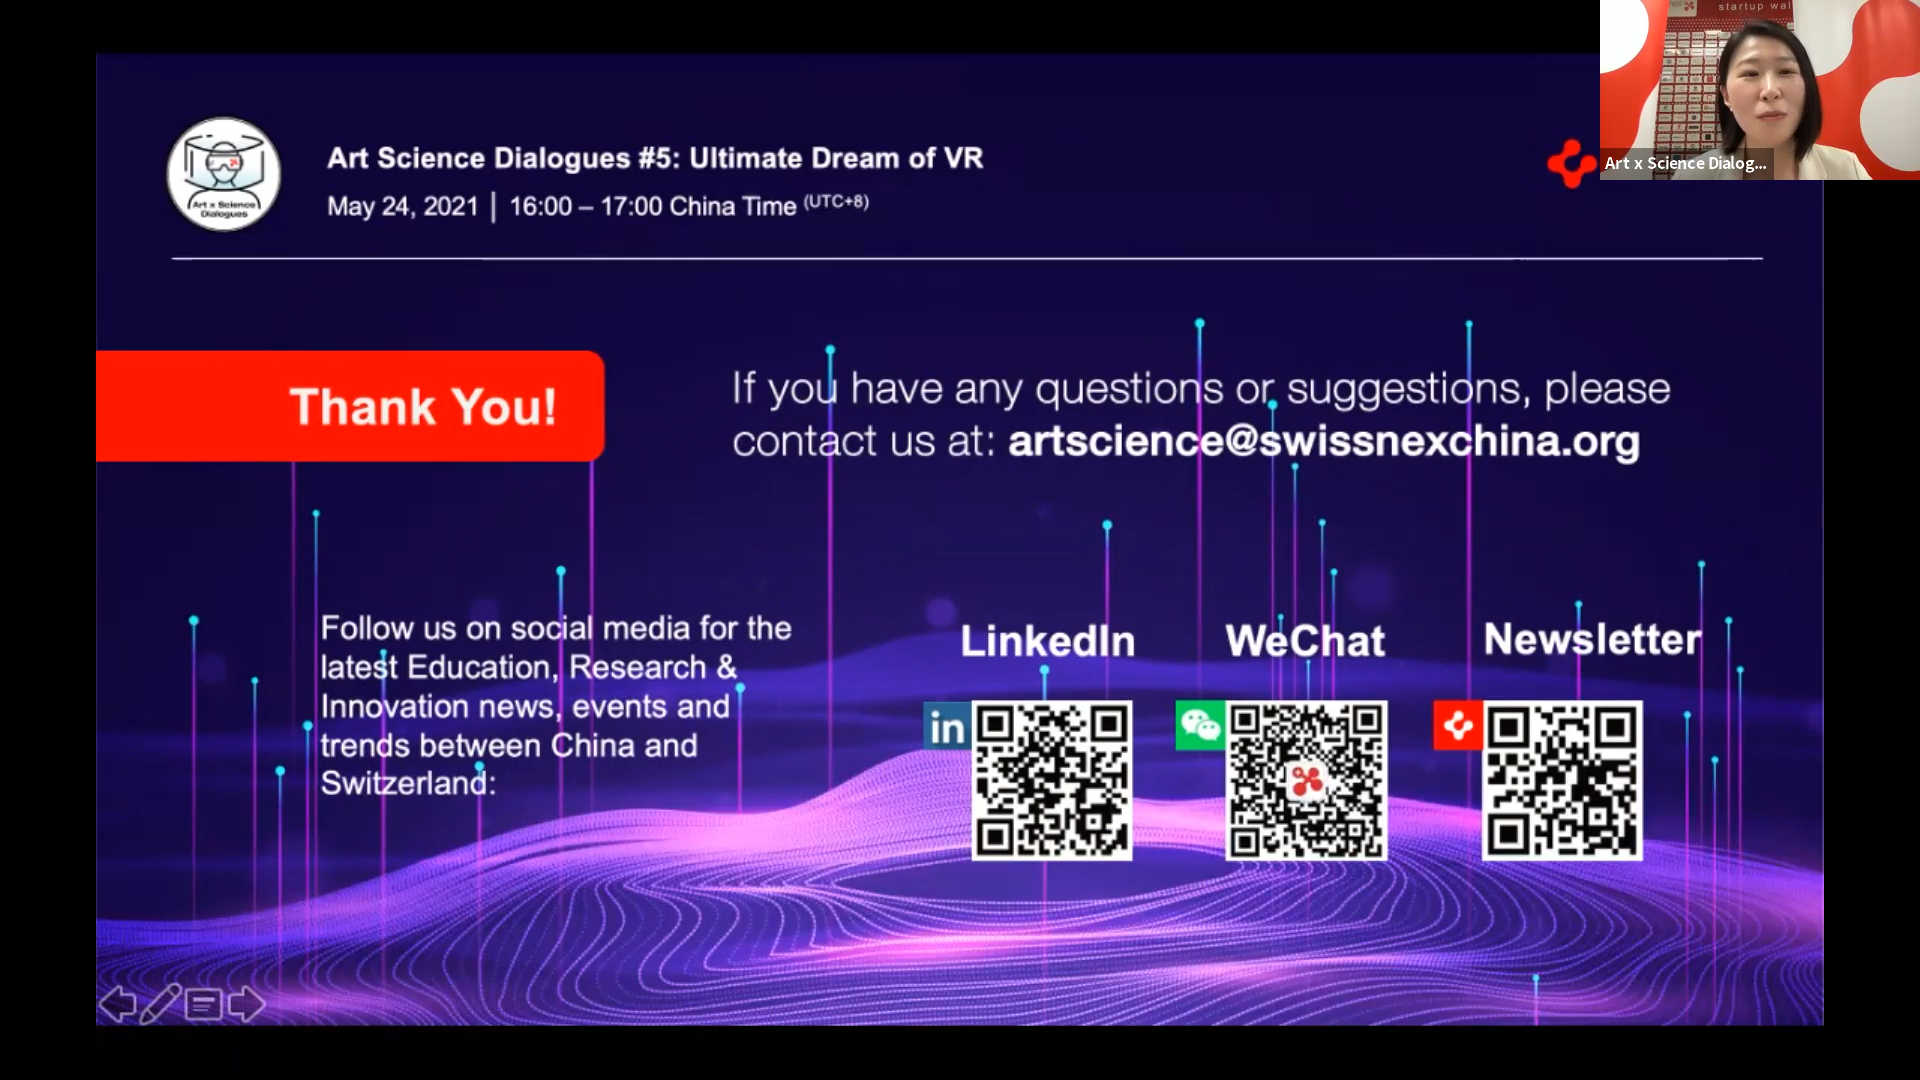 startup wal
Art x Science Dialog...
Art x Science
Dialogues
Art Science Dialogues #5: Ultimate Dream of VR
May 24, 2021 | 16:00 – 17:00 China Time (UTC+8)
Thank You!
If you have any questions or suggestions, please
contact us at: artscience@swissnexchina.org
Follow us on social media for the
latest Education, Research &
Innovation news, events and
trends between China and
Switzerland:
LinkedIn
WeChat
Newsletter
in